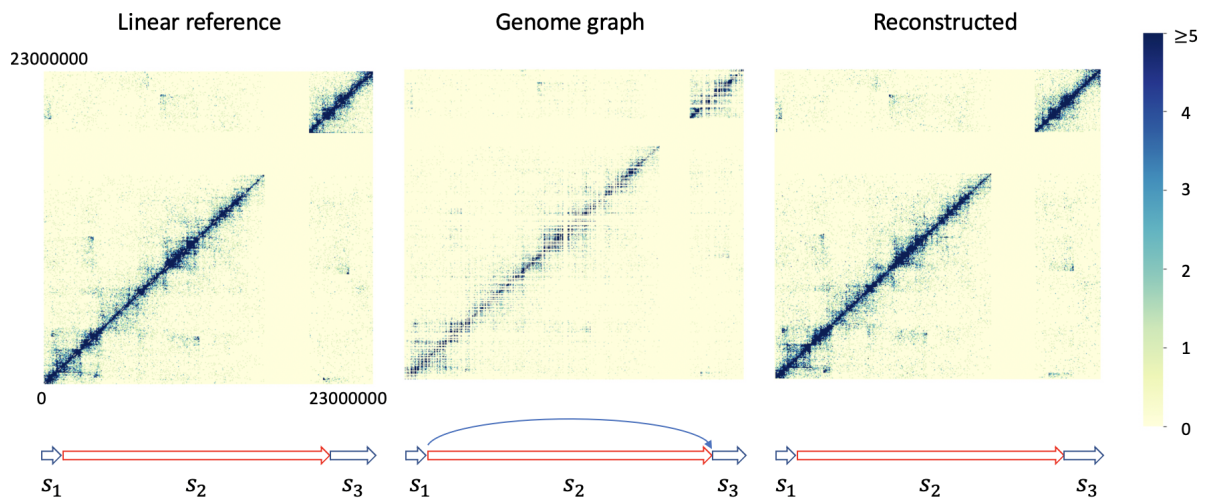 Linear reference
Genome graph
Reconstructed
23000000
≥5
4
3
2
1
0
0
23000000
s₁
s₂
s₃
s₁
s₂
s₃
s₁
s₂
s₃